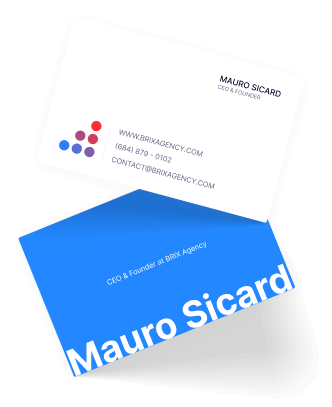 MAURO SICARD
CEO & FOUNDER
WWW.BRIXAGENCY.COM
(684) 879 - 0102
CONTACT@BRIXAGENCY.COM
CEO & Founder at BRIX Agency
Mauro Sicard